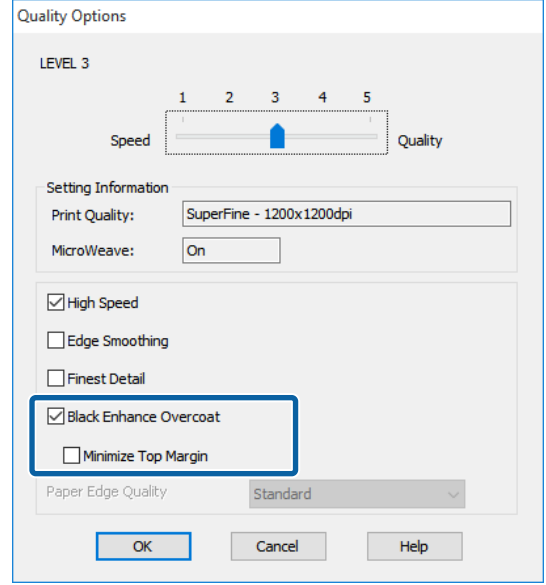 Quality Options
LEVEL 3
1 2 3 4 5
Speed Quality
Setting Information
Print Quality: SuperFine - 1200x1200dpi
MicroWeave: On
High Speed
Edge Smoothing
Finest Detail
Black Enhance Overcoat
Minimize Top Margin
Paper Edge Quality Standard
OK Cancel Help